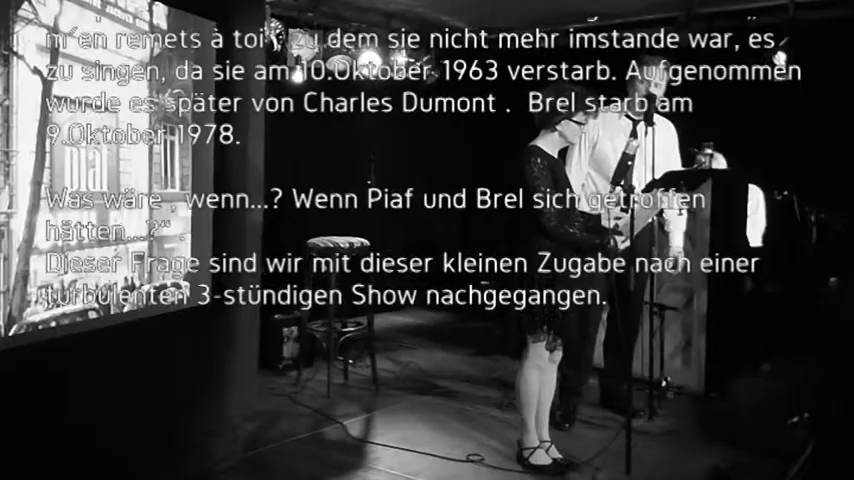 m´en remets à toi", zu dem sie nicht mehr imstande war, es
zu singen, da sie am 10.Oktober 1963 verstarb. Aufgenommen
wurde es später von Charles Dumont . Brel starb am
9.Oktober 1978.
Was wäre , wenn...? Wenn Piaf und Brel sich getroffen
hätten...?“ .
Dieser Frage sind wir mit dieser kleinen Zugabe nach einer
turbulenten 3-stündigen Show nachgegangen.
PIAF